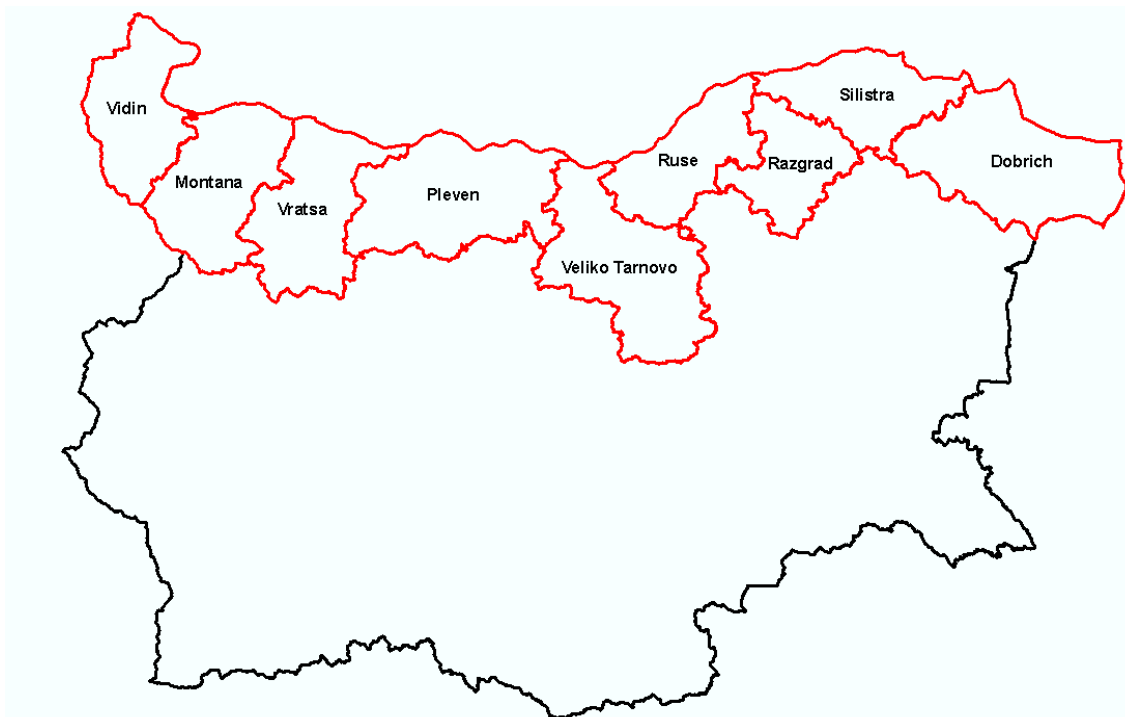 Vidin
Montana
Vratsa
Pleven
Veliko Tarnovo
Ruse
Razgrad
Silistra
Dobrich